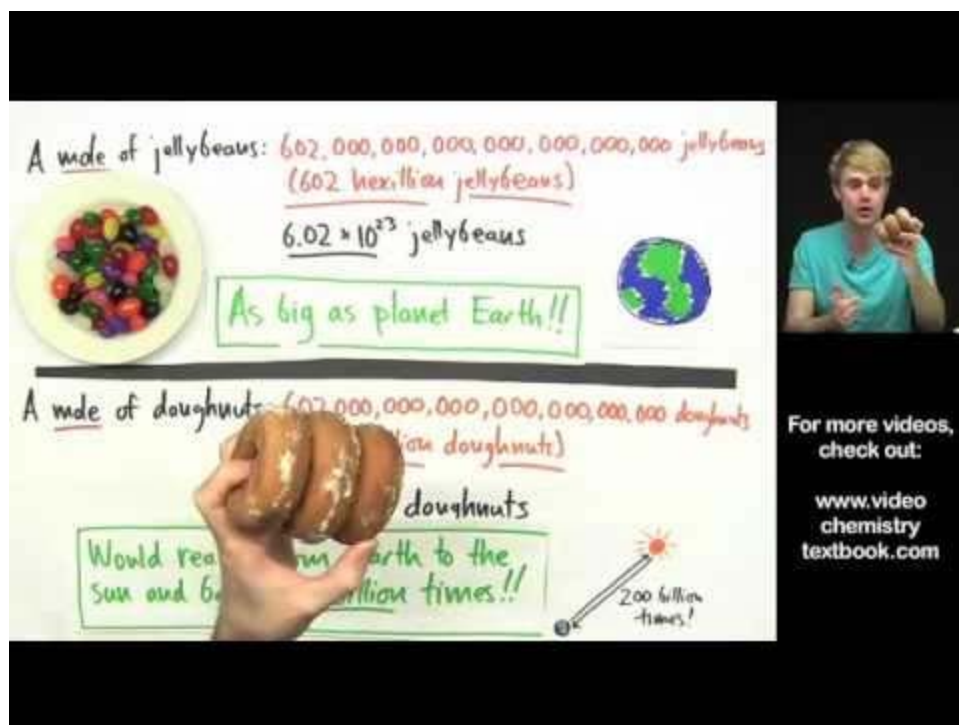 A mole of jellybeans: 602,000,000,000,000,000,000,000 jellybeans
(602 hexillion jellybeans)
6.02 × 10²³ jellybeans
As big as planet Earth!!
A mole of doughnuts: 602,000,000,000,000,000,000,000 doughnuts
doughnuts)
doughnuts
Would to the
sun and times!!
200 billion
times!
For more videos,
check out:
www.video
chemistry
textbook.com